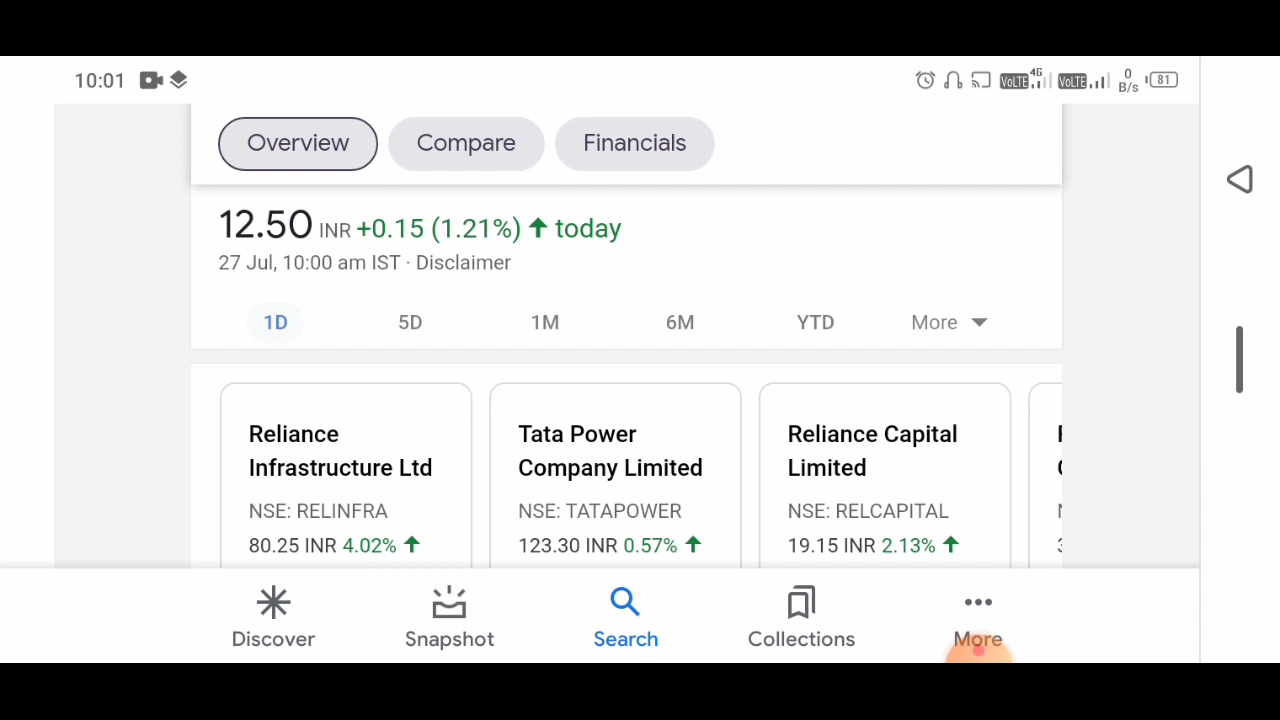 10:01
VoLTE 4G VoLTE 0 B/s 81
Overview Compare Financials
12.50 INR +0.15 (1.21%) ↑ today
27 Jul, 10:00 am IST · Disclaimer
1D 5D 1M 6M YTD More
Reliance
Infrastructure Ltd
NSE: RELINFRA
80.25 INR 4.02% ↑
Tata Power
Company Limited
NSE: TATAPOWER
123.30 INR 0.57% ↑
Reliance Capital
Limited
NSE: RELCAPITAL
19.15 INR 2.13% ↑
Discover Snapshot Search Collections More